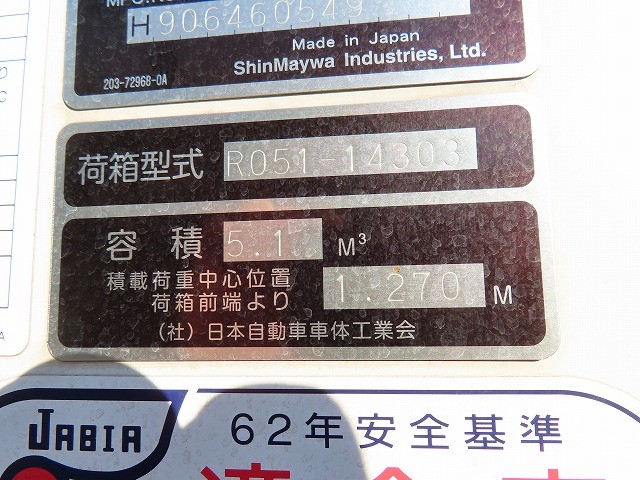 H906460549
Made in Japan
ShinMaywa Industries, Ltd.
203-72968-0A
荷箱型式 R051-14303
容積 5.1 M³
積載荷重中心位置
荷箱前端より 1.270 M
(社)日本自動車車体工業会
JABIA 62年安全基準